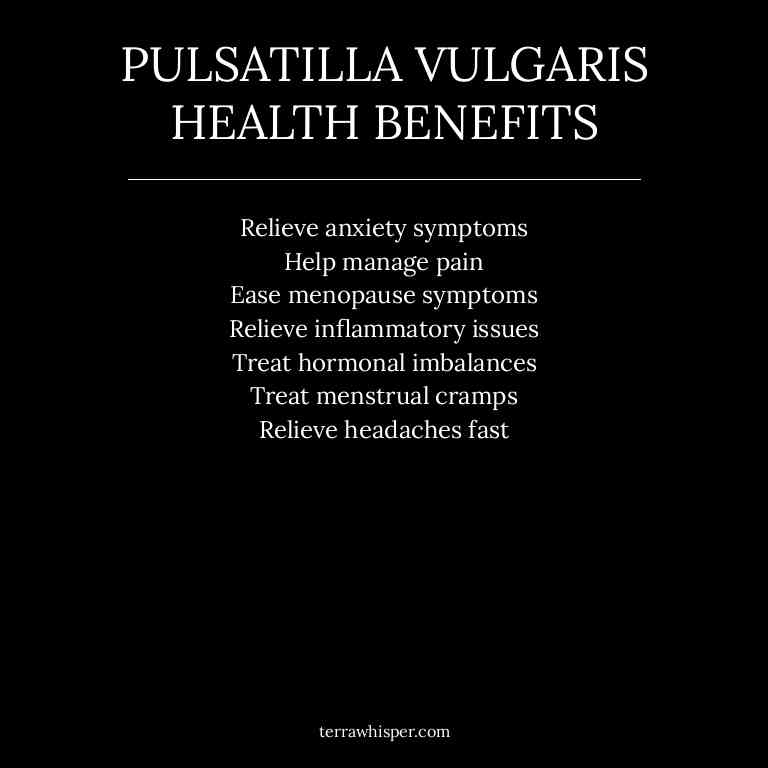 PULSATILLA VULGARIS
HEALTH BENEFITS
Relieve anxiety symptoms
Help manage pain
Ease menopause symptoms
Relieve inflammatory issues
Treat hormonal imbalances
Treat menstrual cramps
Relieve headaches fast
terrawhisper.com